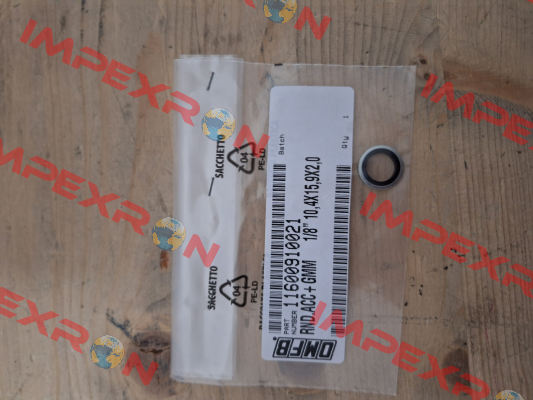 IMPEXRON
IMPEXRON
IMPEXRON
IMPEXRON
SACCHETTO
04
PE-LD
SACCHETTO
04
PE-LD
OMFB®
PART
NUMBER 11600910021
RND.ACC+ GMM 1/8" 10,4X15,9X2,0
Batch
QTY 1